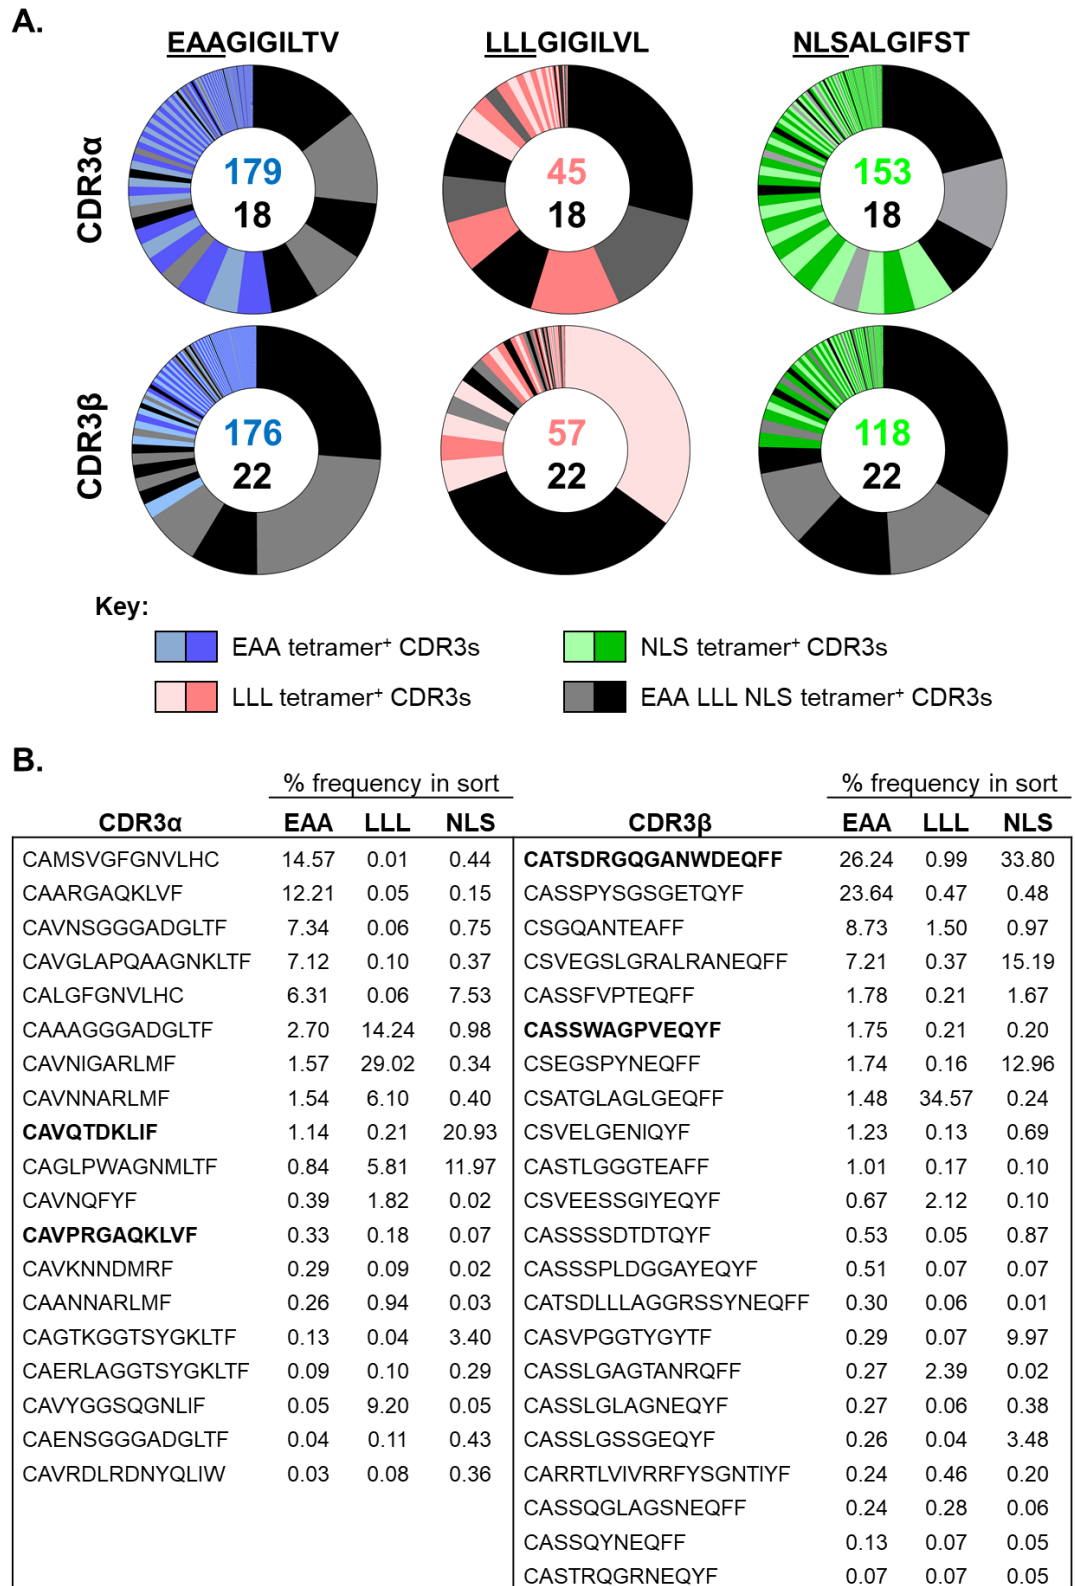 A.
EAAGIGILTV LLLGIGILVL NLSALGIFST
CDR3α
179 45 153
18 18 18
CDR3β
176 57 118
22 22 22
Key:
EAA tetramer⁺ CDR3s NLS tetramer⁺ CDR3s
LLL tetramer⁺ CDR3s EAA LLL NLS tetramer⁺ CDR3s
B.
% frequency in sort % frequency in sort
CDR3α EAA LLL NLS CDR3β EAA LLL NLS
CAMSVGFGNVLHC 14.57 0.01 0.44 CATSDRGQGANWDEQFF 26.24 0.99 33.80
CAARGAQKLVF 12.21 0.05 0.15 CASSPYSGSGETQYF 23.64 0.47 0.48
CAVNSGGGADGLTF 7.34 0.06 0.75 CSGQANTEAFF 8.73 1.50 0.97
CAVGLAPQAAGNKLTF 7.12 0.10 0.37 CSVEGSLGRALRANEQFF 7.21 0.37 15.19
CALGFGNVLHC 6.31 0.06 7.53 CASSFVPTEQFF 1.78 0.21 1.67
CAAAGGGADGLTF 2.70 14.24 0.98 CASSWAGPVEQYF 1.75 0.21 0.20
CAVNIGARLMF 1.57 29.02 0.34 CSEGSPYNEQFF 1.74 0.16 12.96
CAVNNARLMF 1.54 6.10 0.40 CSATGLAGLGEQFF 1.48 34.57 0.24
CAVQTDKLIF 1.14 0.21 20.93 CSVELGENIQYF 1.23 0.13 0.69
CAGLPWAGNMLTF 0.84 5.81 11.97 CASTLGGGTEAFF 1.01 0.17 0.10
CAVNQFYF 0.39 1.82 0.02 CSVEESSGIYEQYF 0.67 2.12 0.10
CAVPRGAQKLVF 0.33 0.18 0.07 CASSSSDTDTQYF 0.53 0.05 0.87
CAVKNNDMRF 0.29 0.09 0.02 CASSSPLDGGAYEQYF 0.51 0.07 0.07
CAANNARLMF 0.26 0.94 0.03 CATSDLLLAGGRSSYNEQFF 0.30 0.06 0.01
CAGTKGGTSYGKLTF 0.13 0.04 3.40 CASVPGGTYGYTF 0.29 0.07 9.97
CAERLAGGTSYGKLTF 0.09 0.10 0.29 CASSLGAGTANRQFF 0.27 2.39 0.02
CAVYGGSQGNLIF 0.05 9.20 0.05 CASSLGLAGNEQYF 0.27 0.06 0.38
CAENSGGGADGLTF 0.04 0.11 0.43 CASSLGSSGEQYF 0.26 0.04 3.48
CAVRDLRDNYQLIW 0.03 0.08 0.36 CARRTLVIVRRFYSGNTIYF 0.24 0.46 0.20
CASSQGLAGSNEQFF 0.24 0.28 0.06
CASSQYNEQFF 0.13 0.07 0.05
CASTRQGRNEQYF 0.07 0.07 0.05